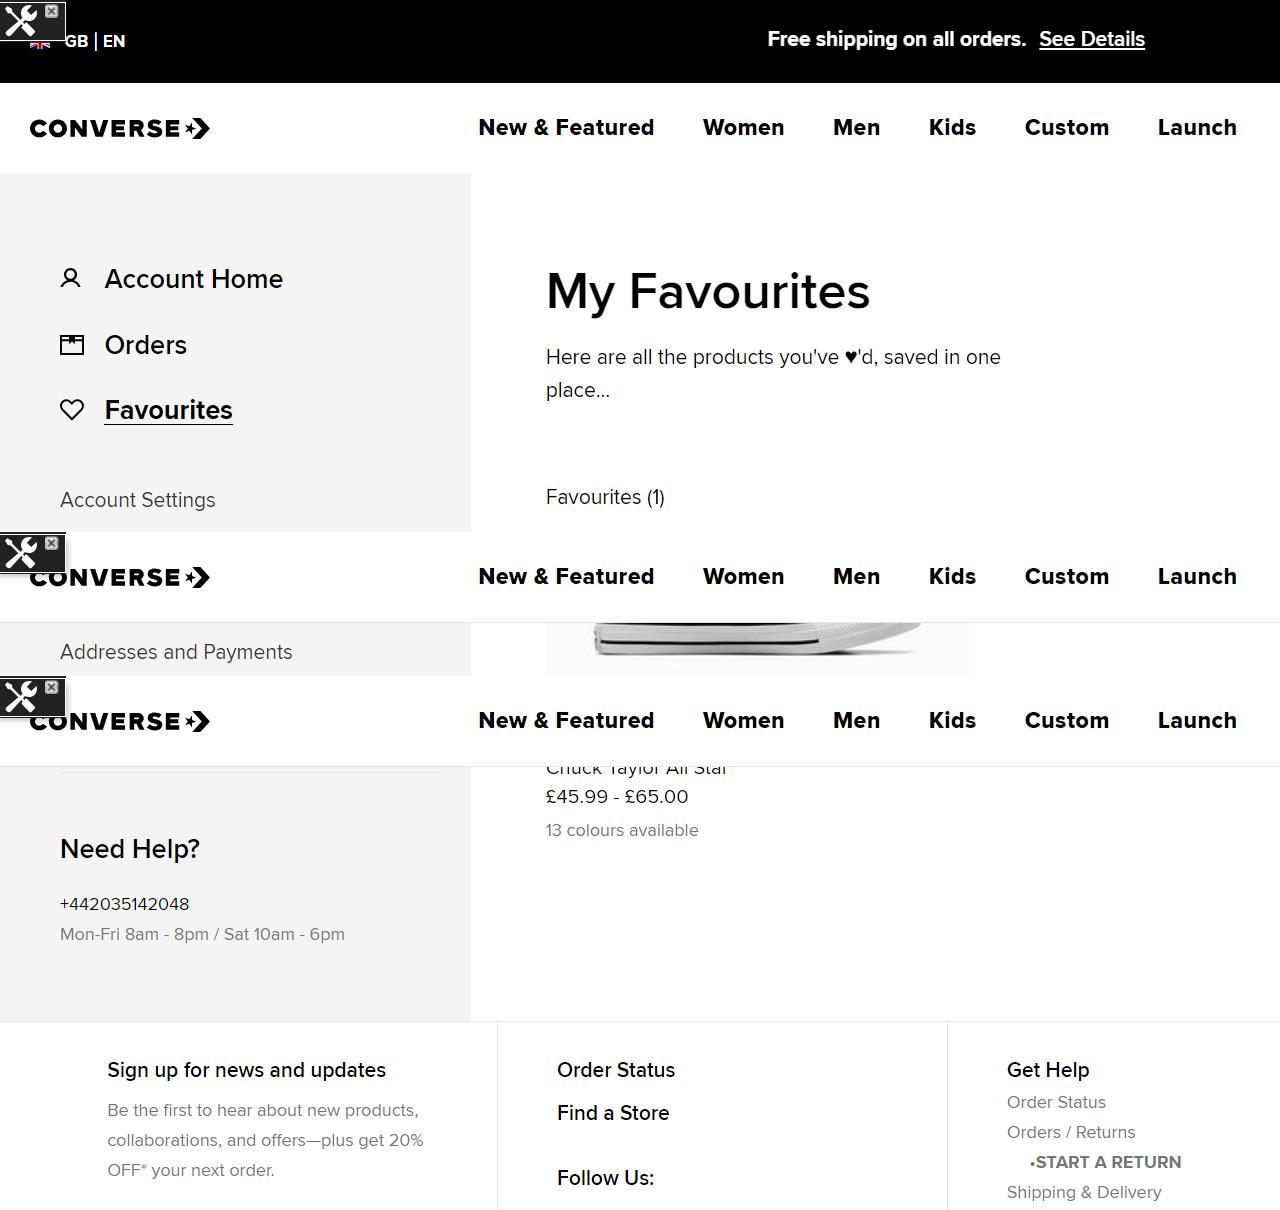 GB | EN
Free shipping on all orders. See Details
CONVERSE
New & Featured Women Men Kids Custom Launch
Account Home
Orders
Favourites
Account Settings
My Favourites
Here are all the products you've ♥'d, saved in one
place...
Favourites (1)
CONVERSE
New & Featured Women Men Kids Custom Launch
Addresses and Payments
CONVERSE
New & Featured Women Men Kids Custom Launch
Chuck Taylor All Star
£45.99 - £65.00
13 colours available
Need Help?
+442035142048
Mon-Fri 8am - 8pm / Sat 10am - 6pm
Sign up for news and updates
Be the first to hear about new products,
collaborations, and offers—plus get 20%
OFF* your next order.
Order Status
Find a Store
Follow Us:
Get Help
Order Status
Orders / Returns
•START A RETURN
Shipping & Delivery